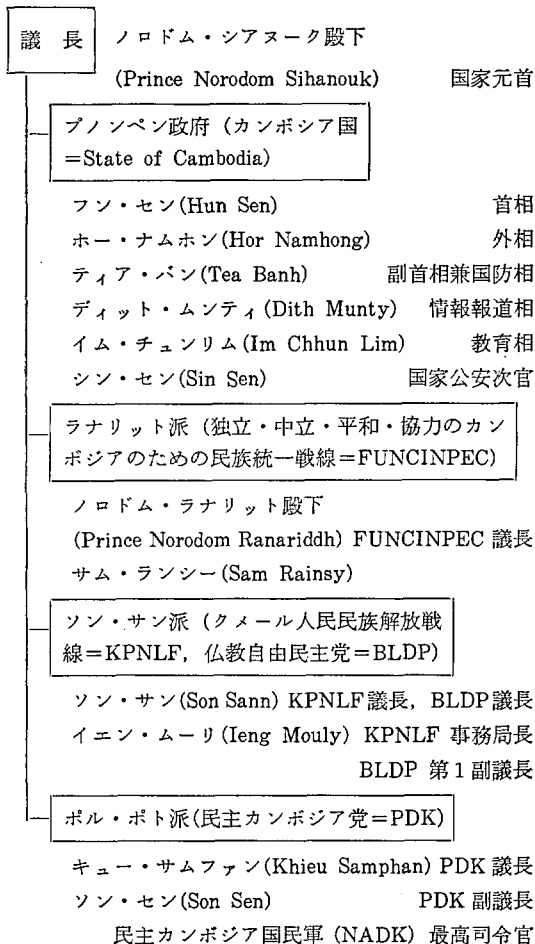 議 長 ノロドム・シアヌーク殿下
(Prince Norodom Sihanouk) 国家元首
プノンペン政府 (カンボシア国
=State of Cambodia)
フン・セン(Hun Sen) 首相
ホー・ナムホン(Hor Namhong) 外相
ティア・バン(Tea Banh) 副首相兼国防相
ディット・ムンティ(Dith Munty) 情報報道相
イム・チュンリム(Im Chhun Lim) 教育相
シン・セン(Sin Sen) 国家公安次官
ラナリット派 (独立・中立・平和・協力のカン
ボジアのための民族統一戦線=FUNCINPEC)
ノロドム・ラナリット殿下
(Prince Norodom Ranariddh) FUNCINPEC 議長
サム・ランシー(Sam Rainsy)
ソン・サン派 (クメール人民民族解放戦
線=KPNLF, 仏教自由民主党=BLDP)
ソン・サン(Son Sann) KPNLF議長, BLDP議長
イエン・ムーリ(Ieng Mouly) KPNLF 事務局長
BLDP 第1副議長
ポル・ポト派(民主カンボジア党=PDK)
キュー・サムファン(Khieu Samphan) PDK 議長
ソン・セン(Son Sen) PDK 副議長
民主カンボジア国民軍 (NADK) 最高司令官